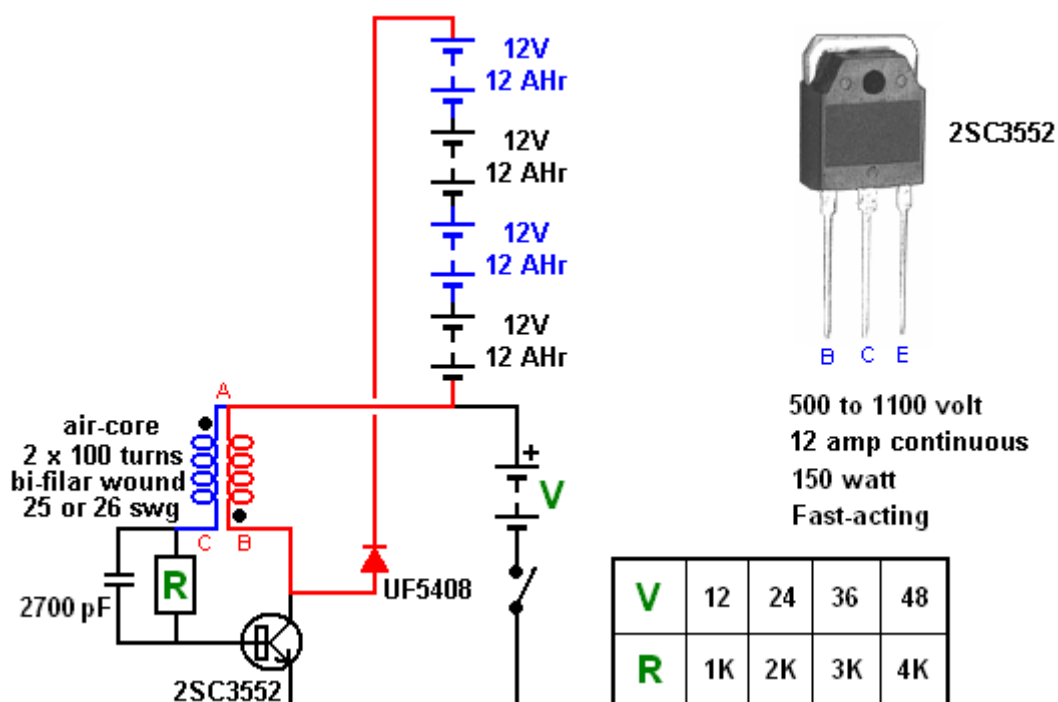 12V
12 AHr
12V
12 AHr
12V
12 AHr
12V
12 AHr
2SC3552
B C E
500 to 1100 volt
12 amp continuous
150 watt
Fast-acting
A
air-core
2 x 100 turns
bi-filar wound
25 or 26 swg
C B
+
V
R
2700 pF
UF5408
2SC3552
V 12 24 36 48
R 1K 2K 3K 4K